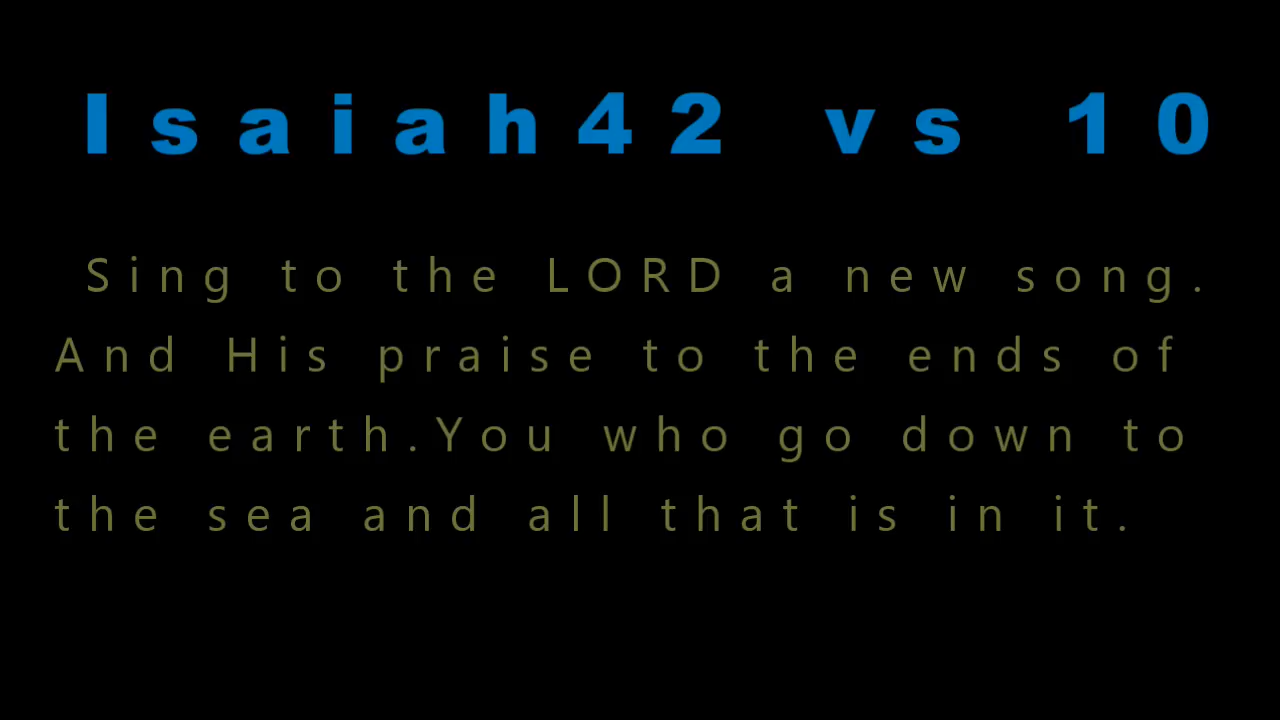 Isaiah42 vs 10
Sing to the LORD a new song.
And His praise to the ends of
the earth.You who go down to
the sea and all that is in it.